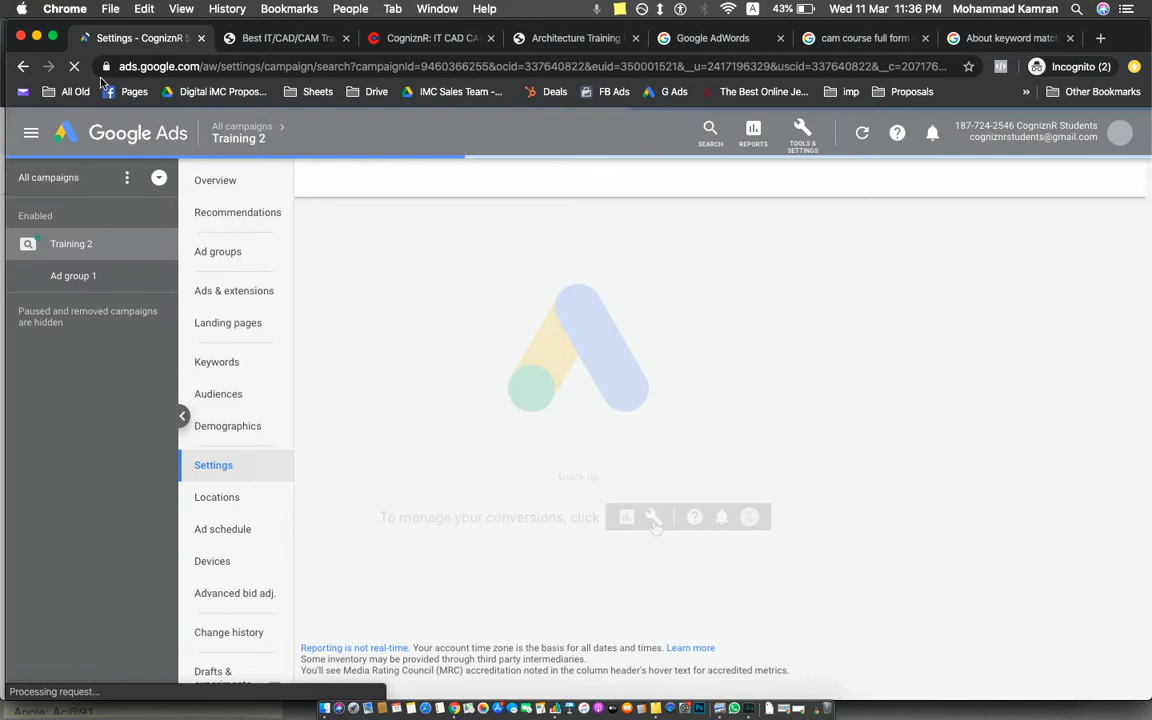 Chrome File Edit View History Bookmarks People Tab Window Help A 43% Wed 11 Mar 11:36 PM Mohammad Kamran
Settings - CognizR S Best IT/CAD/CAM Tra CognizR: IT CAD CA Architecture Training Google AdWords cam course full form - About keyword match
ads.google.com/aw/settings/campaign/search?campaignId=9460366255&ocid=337640822&euid=350001521&__u=2417196329&uscid=337640822&__c=207176... Incognito (2)
All Old Pages Digital iMC Propos... Sheets Drive IMC Sales Team -... Deals FB Ads G Ads The Best Online Je... imp Proposals » Other Bookmarks
Google Ads
All campaigns
Training 2
SEARCH
REPORTS
TOOLS &
SETTINGS
187-724-2546 CognizR Students
cogniznrstudents@gmail.com
All campaigns
Enabled
Training 2
Ad group 1
Paused and removed campaigns
are hidden
Overview
Recommendations
Ad groups
Ads & extensions
Landing pages
Keywords
Audiences
Demographics
Settings
Locations
Ad schedule
Devices
Advanced bid adj.
Change history
Drafts &
Quick tip
To manage your conversions, click
Reporting is not real-time. Your account time zone is the basis for all dates and times. Learn more
Some inventory may be provided through third party intermediaries.
You'll see Media Rating Council (MRC) accreditation noted in the column header's hover text for accredited metrics.
Processing request...